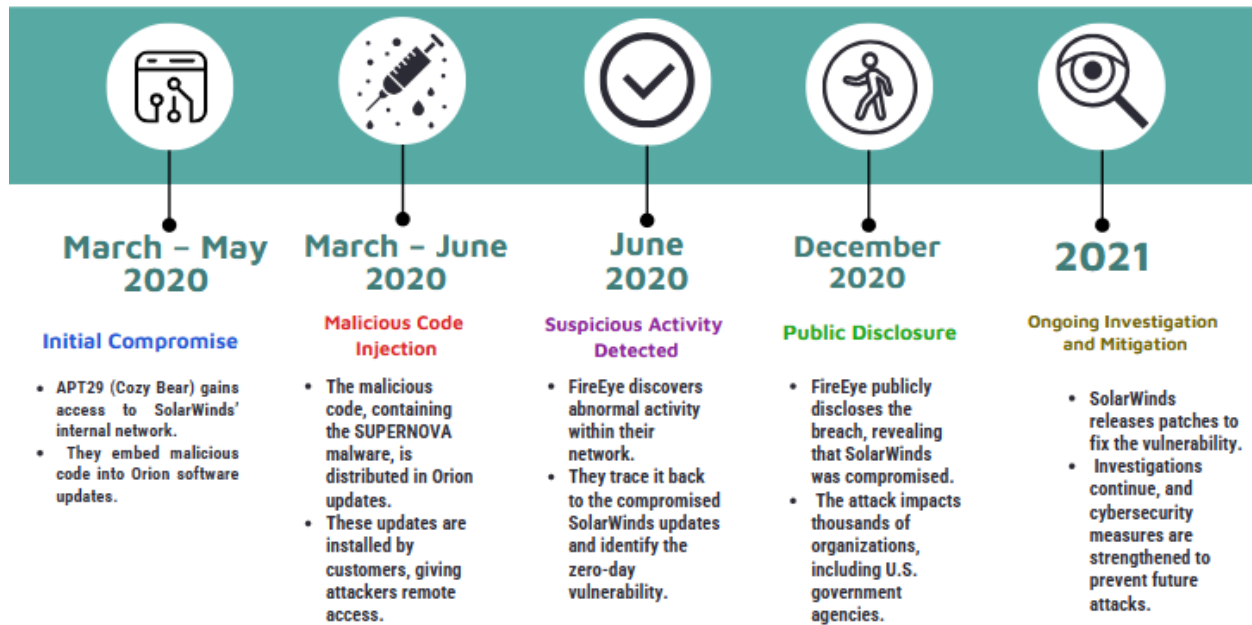 March – May
2020
Initial Compromise
• APT29 (Cozy Bear) gains
access to SolarWinds'
internal network.
• They embed malicious
code into Orion software
updates.
March – June
2020
Malicious Code
Injection
• The malicious
code, containing
the SUPERNOVA
malware, is
distributed in Orion
updates.
• These updates are
installed by
customers, giving
attackers remote
access.
June
2020
Suspicious Activity
Detected
• FireEye discovers
abnormal activity
within their
network.
• They trace it back
to the compromised
SolarWinds updates
and identify the
zero-day
vulnerability.
December
2020
Public Disclosure
• FireEye publicly
discloses the
breach, revealing
that SolarWinds
was compromised.
• The attack impacts
thousands of
organizations,
including U.S.
government
agencies.
2021
Ongoing Investigation
and Mitigation
• SolarWinds
releases patches to
fix the vulnerability.
• Investigations
continue, and
cybersecurity
measures are
strengthened to
prevent future
attacks.